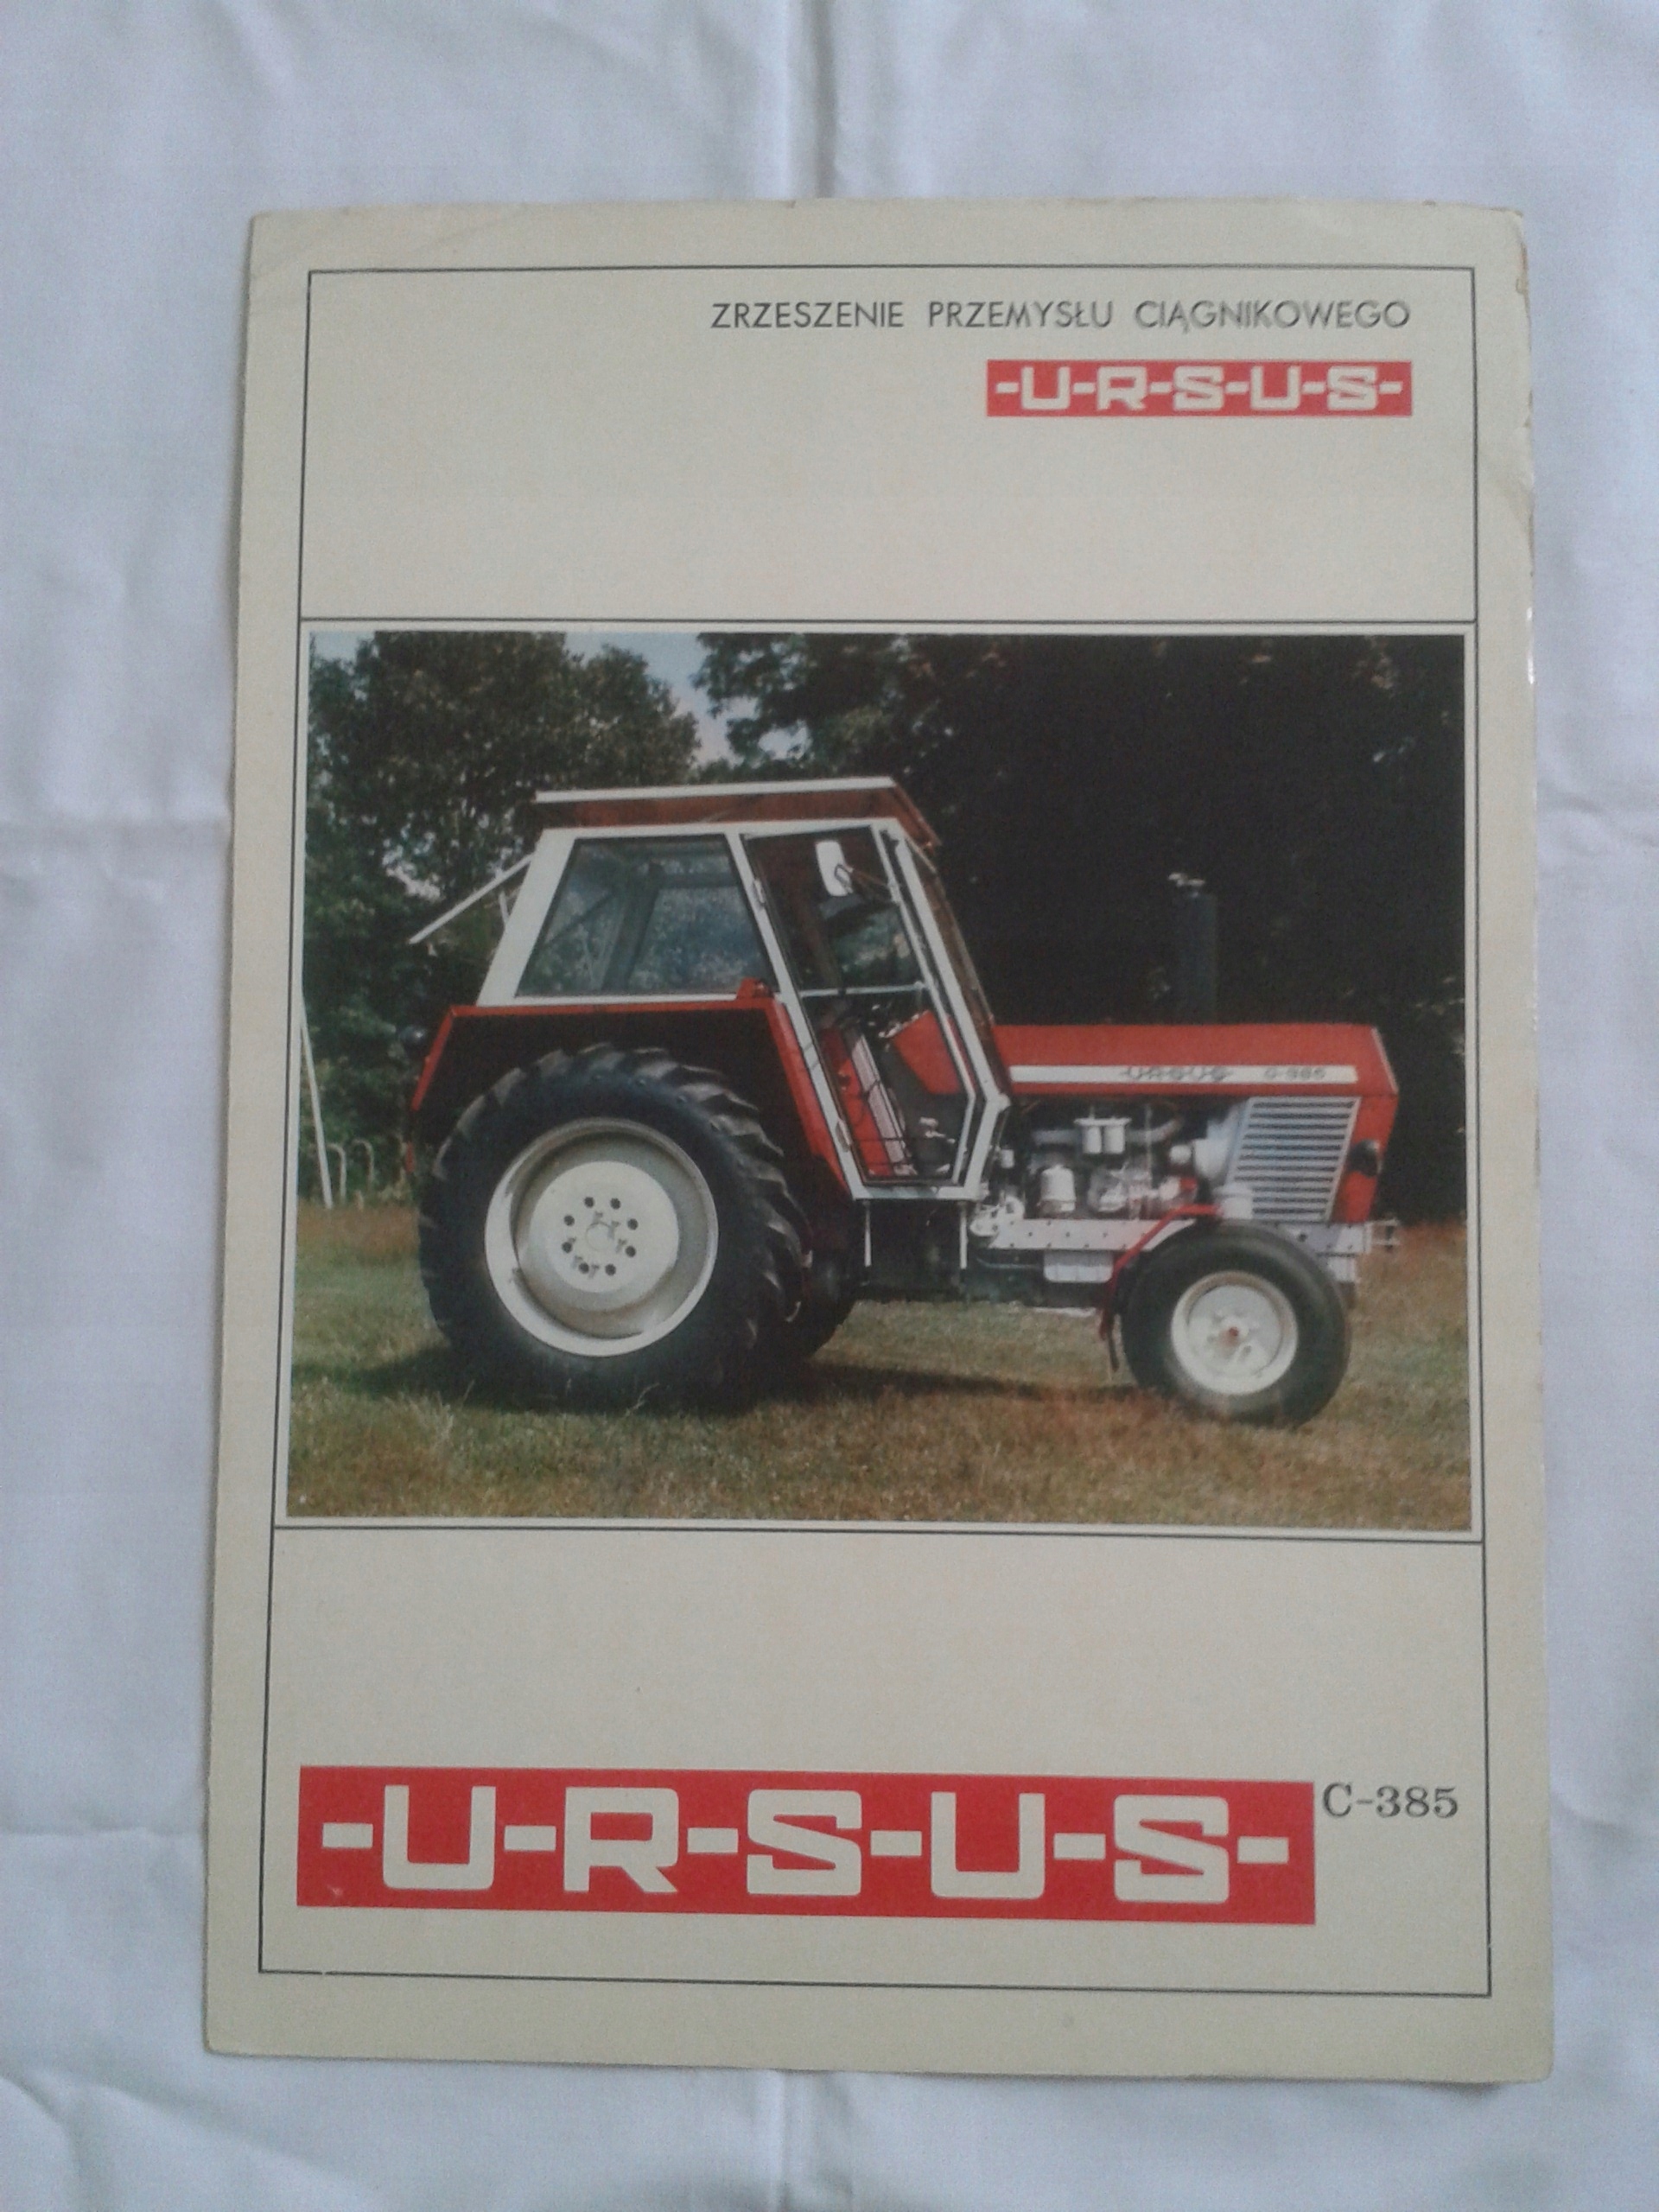 ZRZESZENIE PRZEMYSŁU CIĄGNIKOWEGO
-U-R-S-U-S-
URSUS C-385
-U-R-S-U-S- C-385